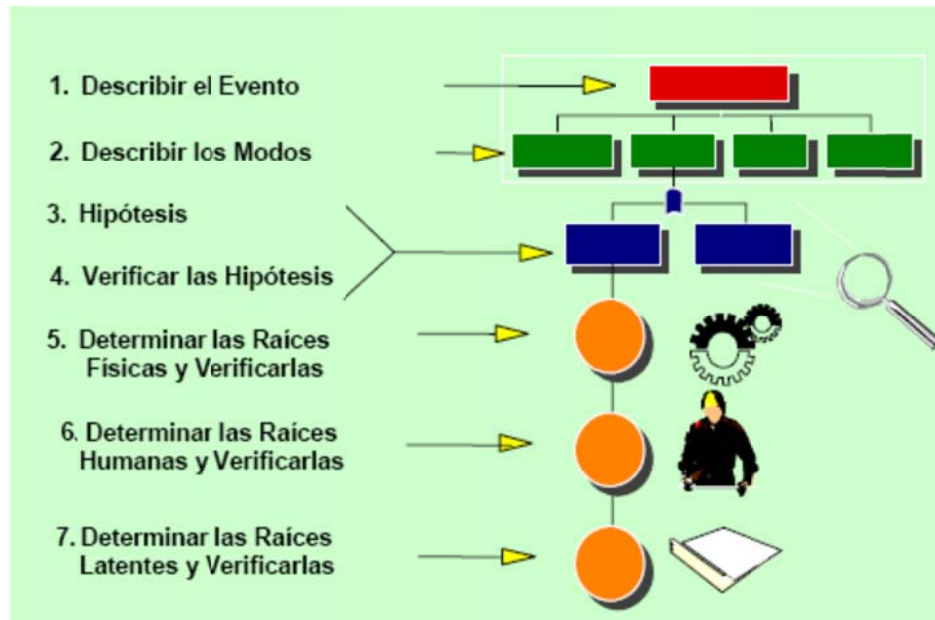 1. Describir el Evento
2. Describir los Modos
3. Hipótesis
4. Verificar las Hipótesis
5. Determinar las Raíces
Físicas y Verificarlas
6. Determinar las Raíces
Humanas y Verificarlas
7. Determinar las Raíces
Latentes y Verificarlas